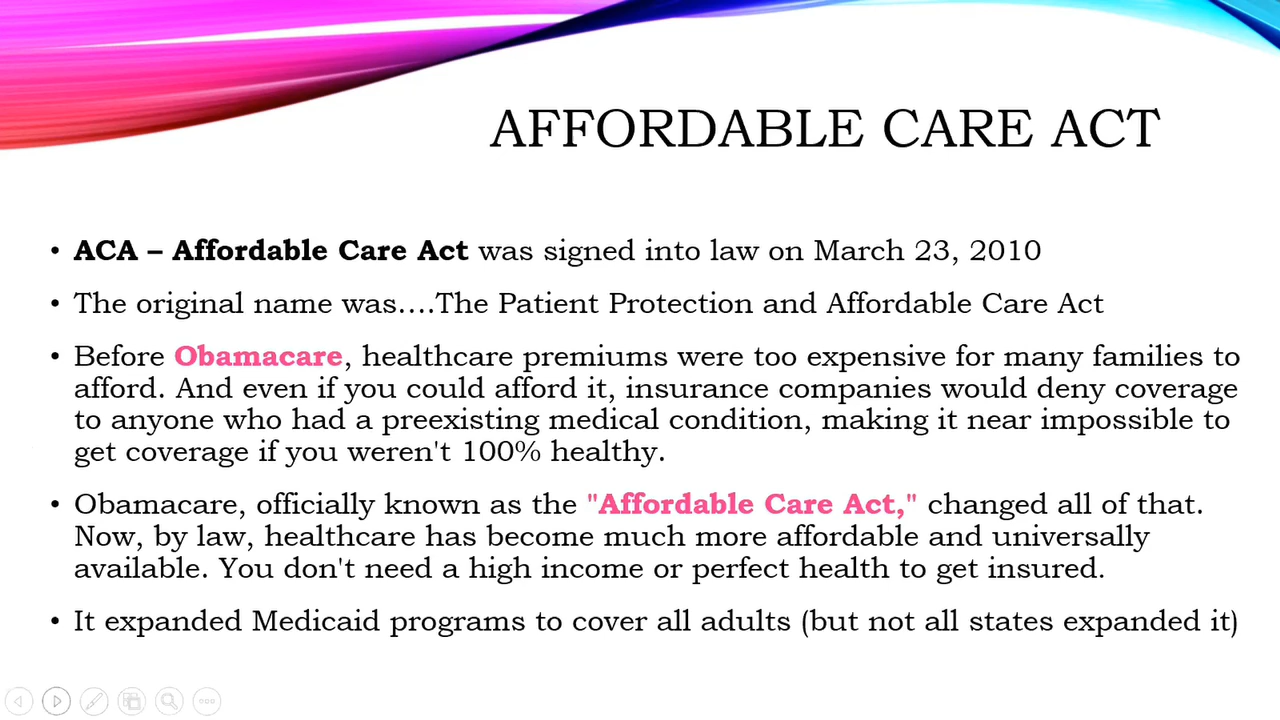 AFFORDABLE CARE ACT
• ACA – Affordable Care Act was signed into law on March 23, 2010
• The original name was....The Patient Protection and Affordable Care Act
• Before Obamacare, healthcare premiums were too expensive for many families to
afford. And even if you could afford it, insurance companies would deny coverage
to anyone who had a preexisting medical condition, making it near impossible to
get coverage if you weren't 100% healthy.
• Obamacare, officially known as the "Affordable Care Act," changed all of that.
Now, by law, healthcare has become much more affordable and universally
available. You don't need a high income or perfect health to get insured.
• It expanded Medicaid programs to cover all adults (but not all states expanded it)